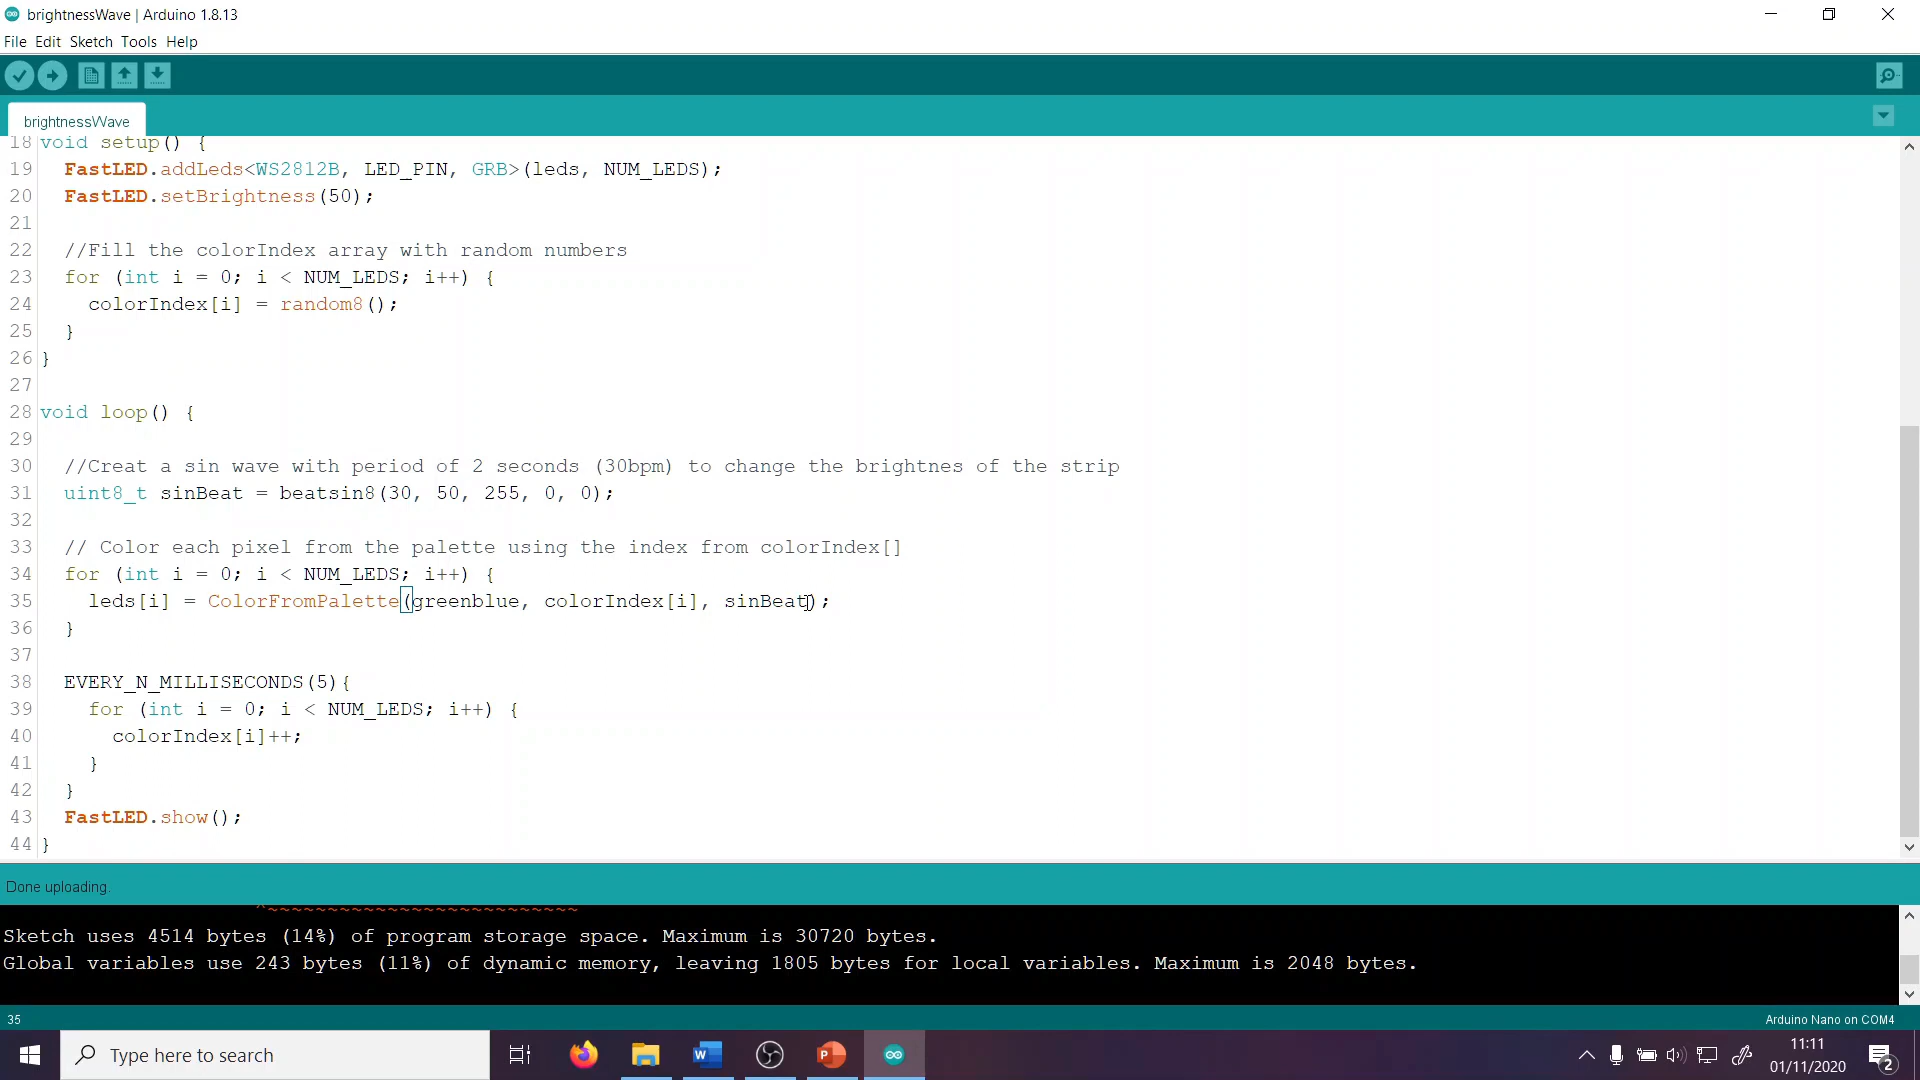 brightnessWave | Arduino 1.8.13
File Edit Sketch Tools Help
brightnessWave
18 void setup() {
19   FastLED.addLeds<WS2812B, LED_PIN, GRB>(leds, NUM_LEDS);
20   FastLED.setBrightness(50);
21
22   //Fill the colorIndex array with random numbers
23   for (int i = 0; i < NUM_LEDS; i++) {
24     colorIndex[i] = random8();
25   }
26 }
27
28 void loop() {
29
30   //Creat a sin wave with period of 2 seconds (30bpm) to change the brightnes of the strip
31   uint8_t sinBeat = beatsin8(30, 50, 255, 0, 0);
32
33   // Color each pixel from the palette using the index from colorIndex[]
34   for (int i = 0; i < NUM_LEDS; i++) {
35     leds[i] = ColorFromPalette(greenblue, colorIndex[i], sinBeat);
36   }
37
38   EVERY_N_MILLISECONDS(5){
39     for (int i = 0; i < NUM_LEDS; i++) {
40       colorIndex[i]++;
41     }
42   }
43   FastLED.show();
44 }
Done uploading.
^~~~~~~~~~~~~~~~~~~~~~~~~~~
Sketch uses 4514 bytes (14%) of program storage space. Maximum is 30720 bytes.
Global variables use 243 bytes (11%) of dynamic memory, leaving 1805 bytes for local variables. Maximum is 2048 bytes.
35
Arduino Nano on COM4
Type here to search
11:11
01/11/2020
2